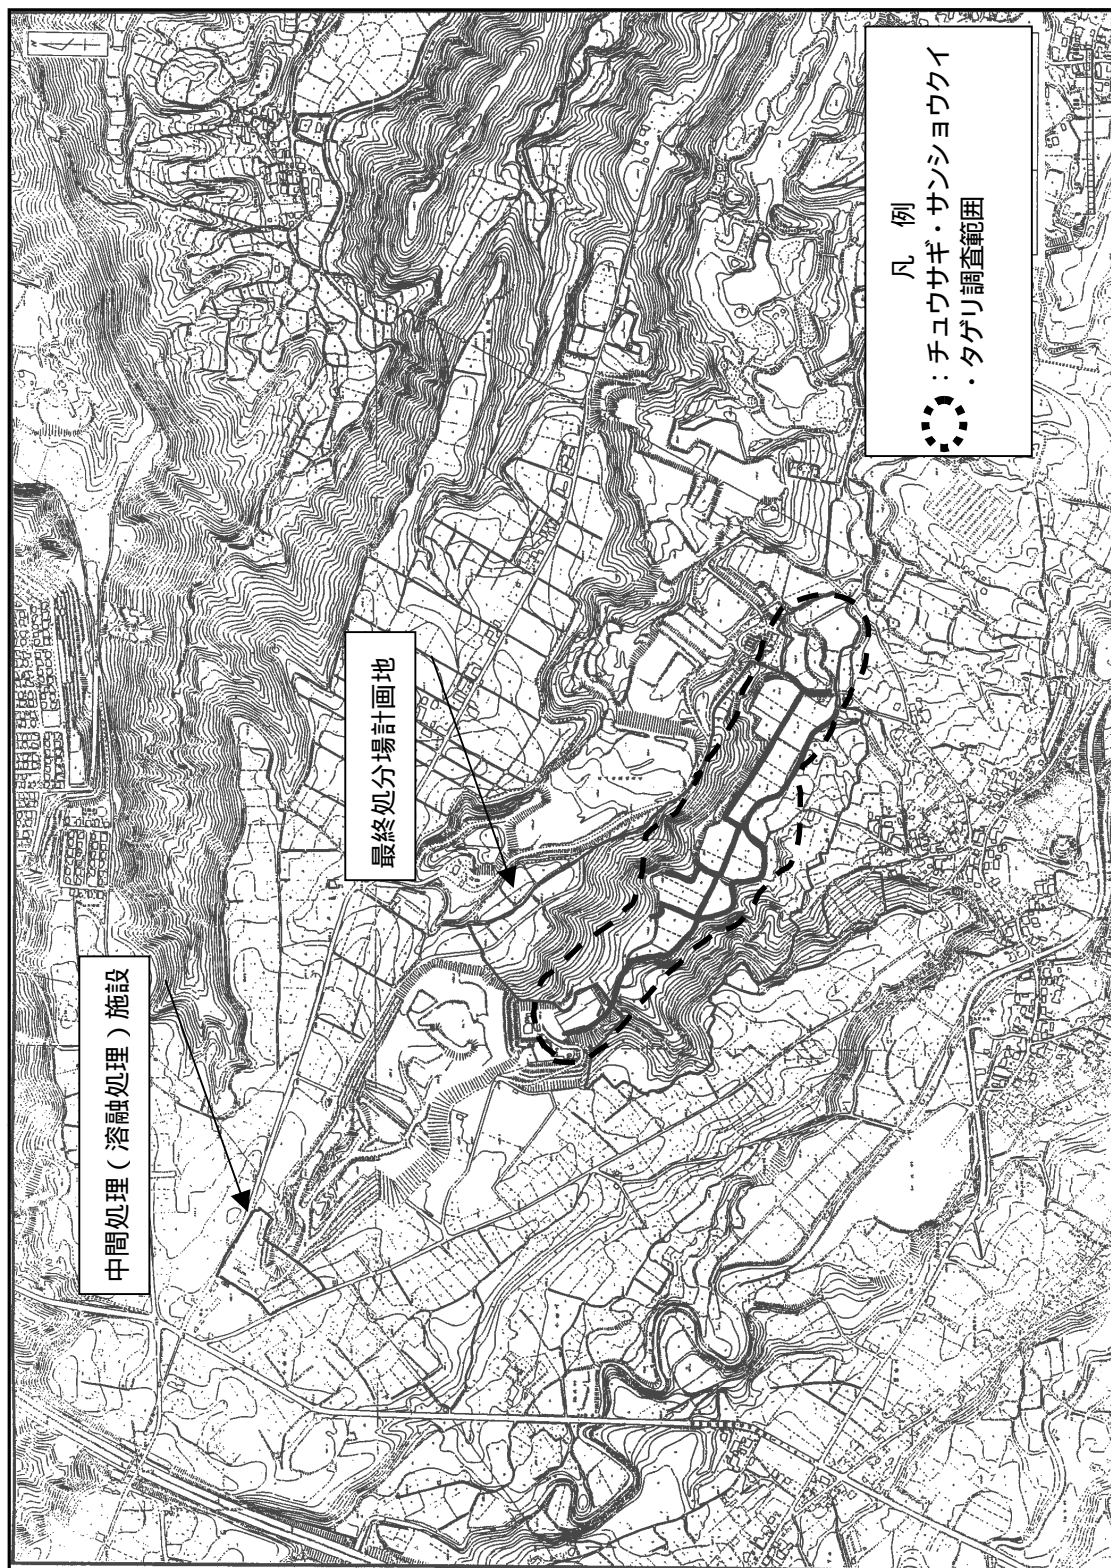 中間処理（溶融処理）施設
最終処分場計画地
凡　例
：チュウサギ・サンショウクイ
・タゲリ調査範囲